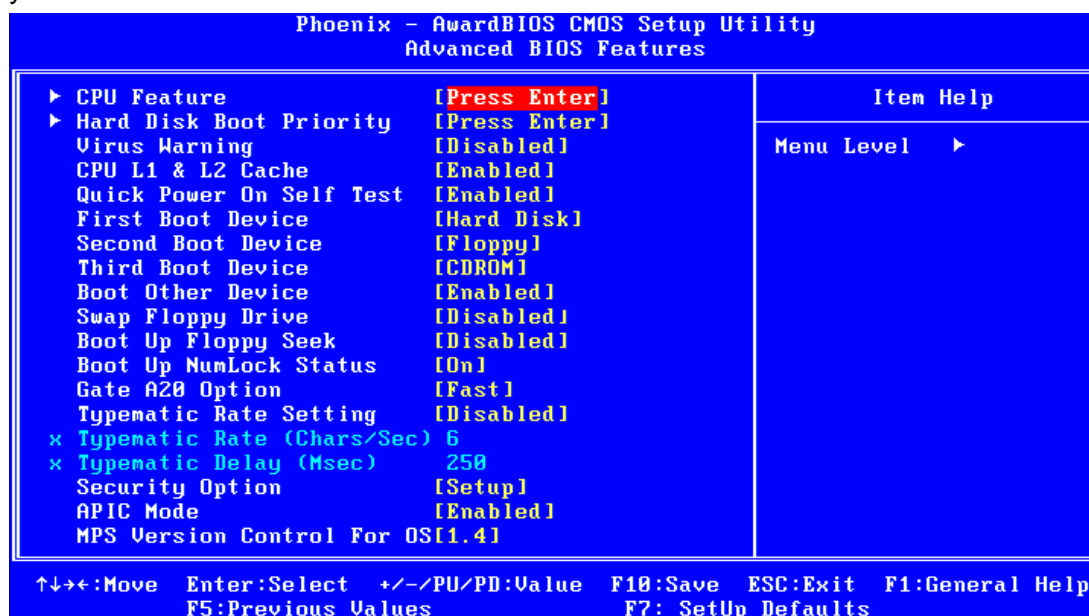 Phoenix - AwardBIOS CMOS Setup Utility
Advanced BIOS Features
► CPU Feature [Press Enter]
► Hard Disk Boot Priority [Press Enter]
Virus Warning [Disabled]
CPU L1 & L2 Cache [Enabled]
Quick Power On Self Test [Enabled]
First Boot Device [Hard Disk]
Second Boot Device [Floppy]
Third Boot Device [CDROM]
Boot Other Device [Enabled]
Swap Floppy Drive [Disabled]
Boot Up Floppy Seek [Disabled]
Boot Up NumLock Status [On]
Gate A20 Option [Fast]
Typematic Rate Setting [Disabled]
x Typematic Rate (Chars/Sec) 6
x Typematic Delay (Msec) 250
Security Option [Setup]
APIC Mode [Enabled]
MPS Version Control For OS[1.4]
Item Help
Menu Level ►
↑↓→←:Move Enter:Select +/-/PU/PD:Value F10:Save ESC:Exit F1:General Help
F5:Previous Values F7: SetUp Defaults